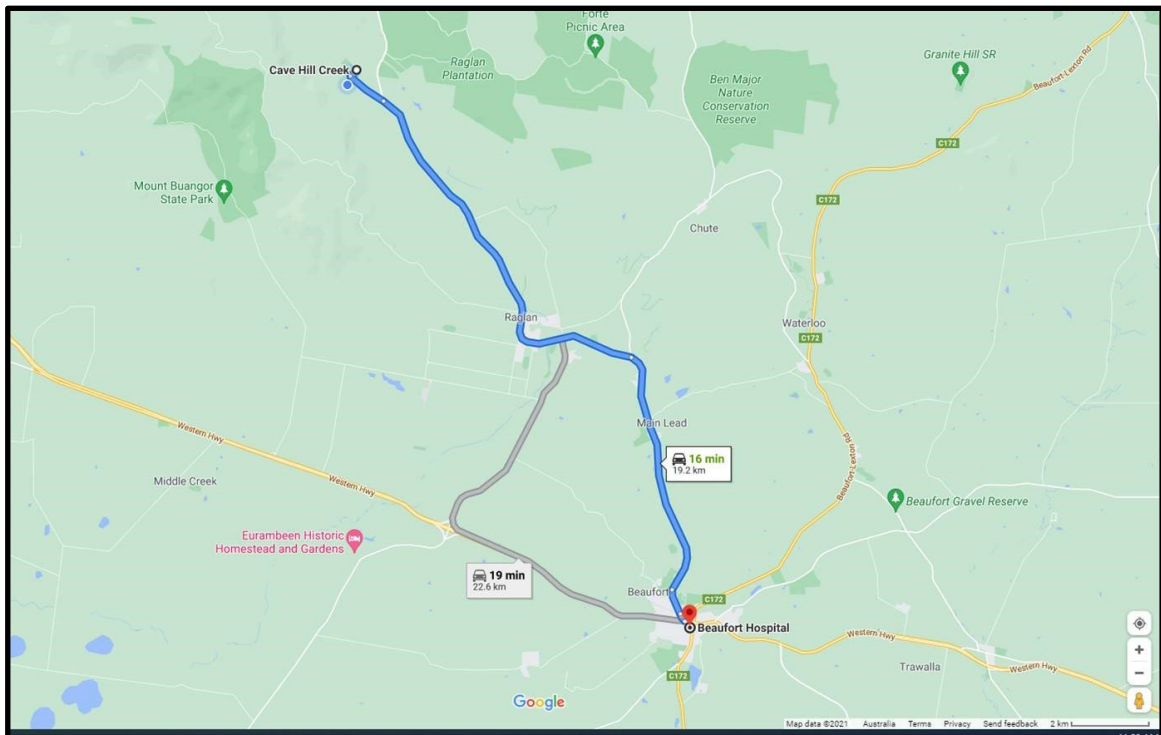 Forte
Picnic Area
Cave Hill Creek
Raglan
Plantation
Ben Major
Nature
Conservation
Reserve
Granite Hill SR
Beaufort-Lexton Rd
C172
Mount Buangor
State Park
C172
Chute
Raglan
Waterloo
C172
Western Hwy
Main Lead
Beaufort-Lexton Rd
16 min
19.2 km
Middle Creek
Western Hwy
Beaufort Gravel Reserve
Eurambeen Historic
Homestead and Gardens
19 min
22.6 km
Beaufort
C172
Beaufort Hospital
Western Hwy
Trawalla
Western Hwy
C172
Google
Map data ©2021 Australia Terms Privacy Send feedback 2 km